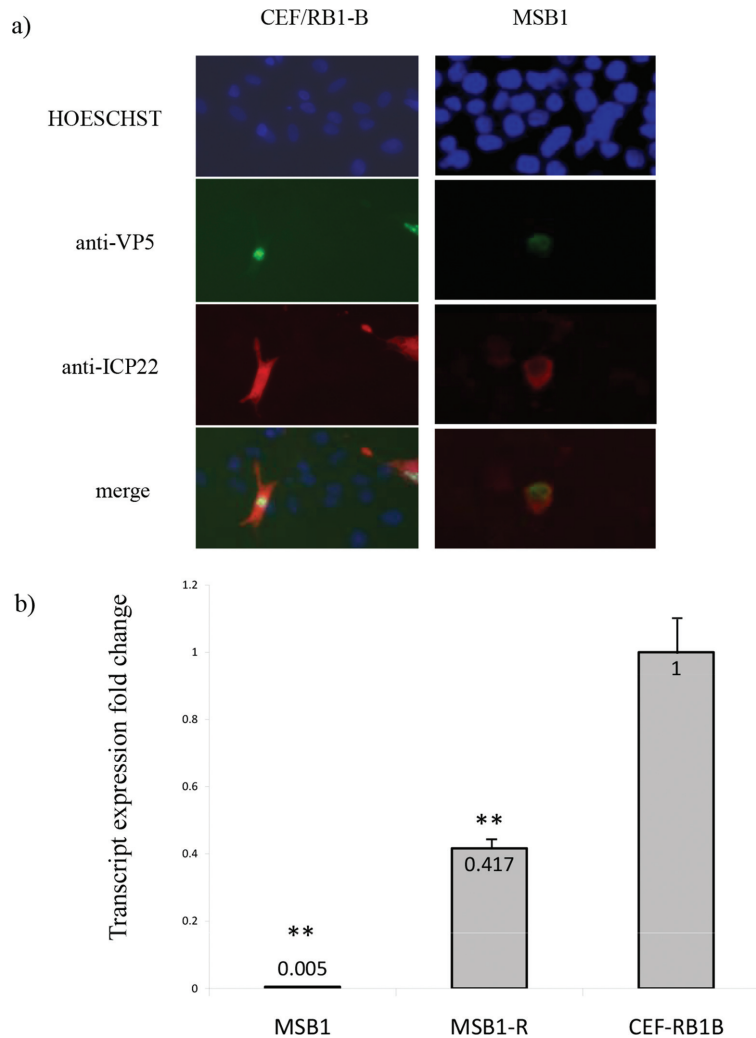 a)
CEF/RB1-B
MSB1
HOESCHST
anti-VP5
anti-ICP22
merge
b)
Transcript expression fold change
1.2
1
0.8
0.6
0.4
0.2
0
**
0.005
**
0.417
1
MSB1
MSB1-R
CEF-RB1B